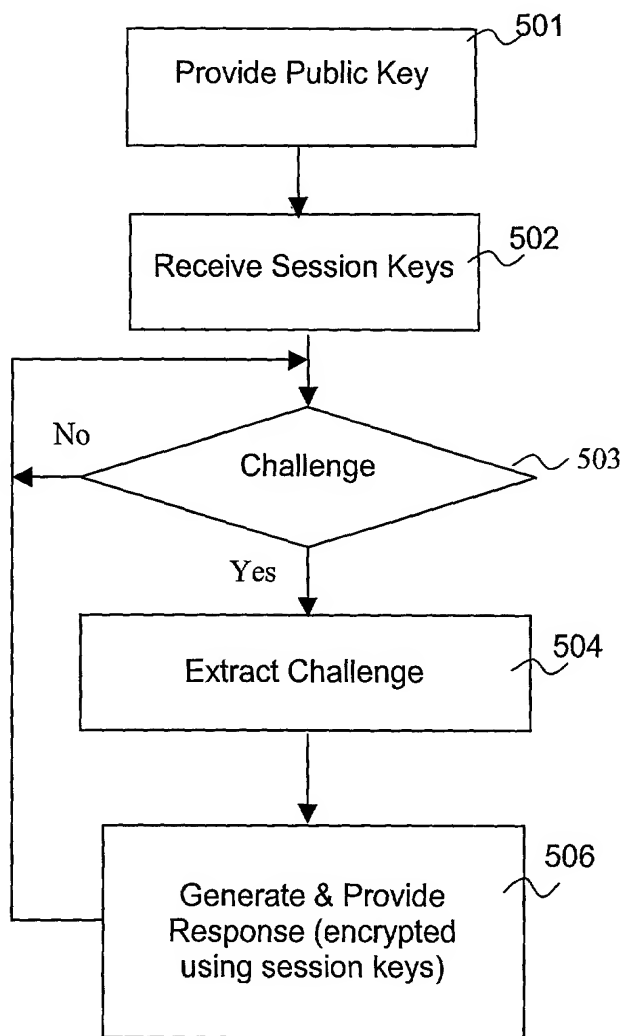 501
Provide Public Key
502
Receive Session Keys
No
Challenge
503
Yes
504
Extract Challenge
506
Generate & Provide
Response (encrypted
using session keys)